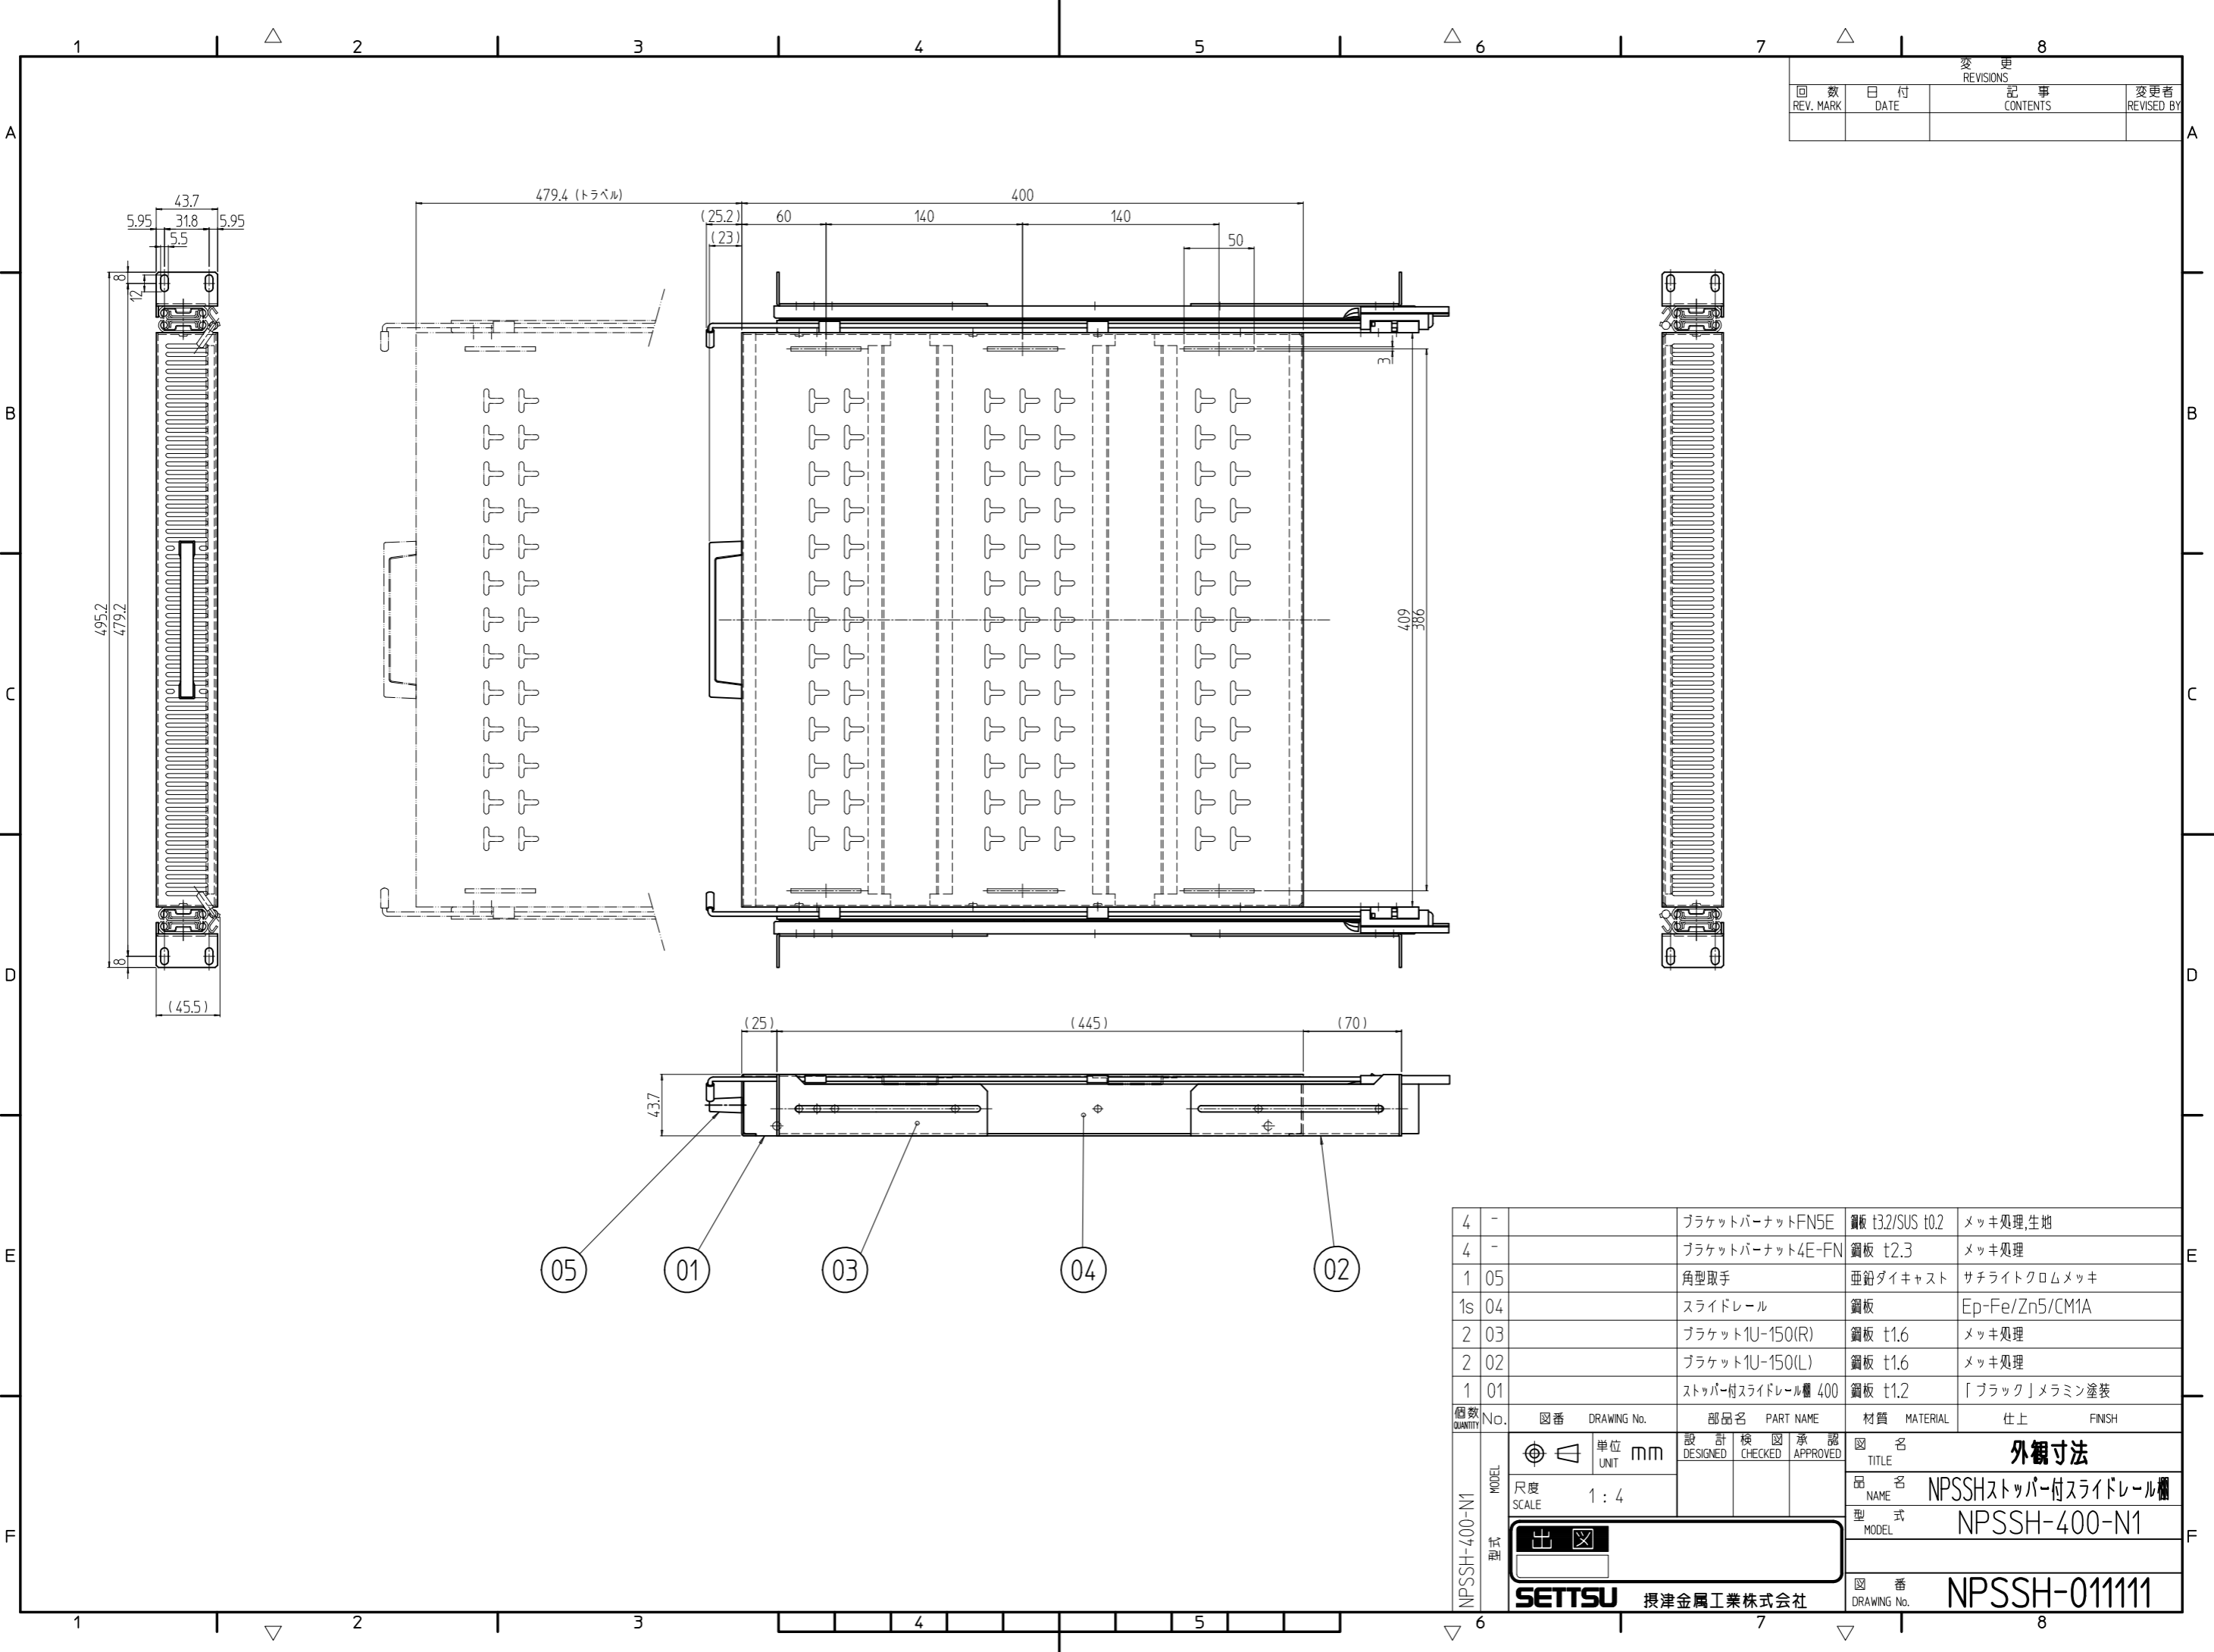 1 2 3 4 5 6 7 8
A
B
C
D
E
F
A
B
C
D
E
F
変 更
REVISIONS
回 数 日 付 記 事 変更者
REV. MARK DATE CONTENTS REVISED BY
43.7
5.95 31.8 5.95
5.5
8
12
495.2
479.2
8
(45.5)
479.4 (トラベル)
400
(25.2) 60 140 140
(23)
50
3
409
386
(25) (445) (70)
43.7
05 01 03 04 02
4 - ブラケットバーナットFN5E 鋼板 t3.2/SUS t0.2 メッキ処理,生地
4 - ブラケットバーナット4E-FN 鋼板 t2.3 メッキ処理
1 05 角型取手 亜鉛ダイキャスト サチライトクロムメッキ
1s 04 スライドレール 鋼板 Ep-Fe/Zn5/CM1A
2 03 ブラケット1U-150(R) 鋼板 t1.6 メッキ処理
2 02 ブラケット1U-150(L) 鋼板 t1.6 メッキ処理
1 01 ストッパー付スライドレール棚 400 鋼板 t1.2 「ブラック」メラミン塗装
個数 QUANTITY No. 図番 DRAWING No. 部品名 PART NAME 材質 MATERIAL 仕上 FINISH
NPSSH-400-N1
型式 MODEL
単位 UNIT mm
尺度 SCALE 1 : 4
設 計 検 図 承 認
DESIGNED CHECKED APPROVED
図 名 TITLE 外観寸法
品 名 NAME NPSSHストッパー付スライドレール棚
型 式 MODEL NPSSH-400-N1
出 図
SETTSU 摂津金属工業株式会社
図 番 DRAWING No. NPSSH-011111
1 2 3 4 5 6 7 8